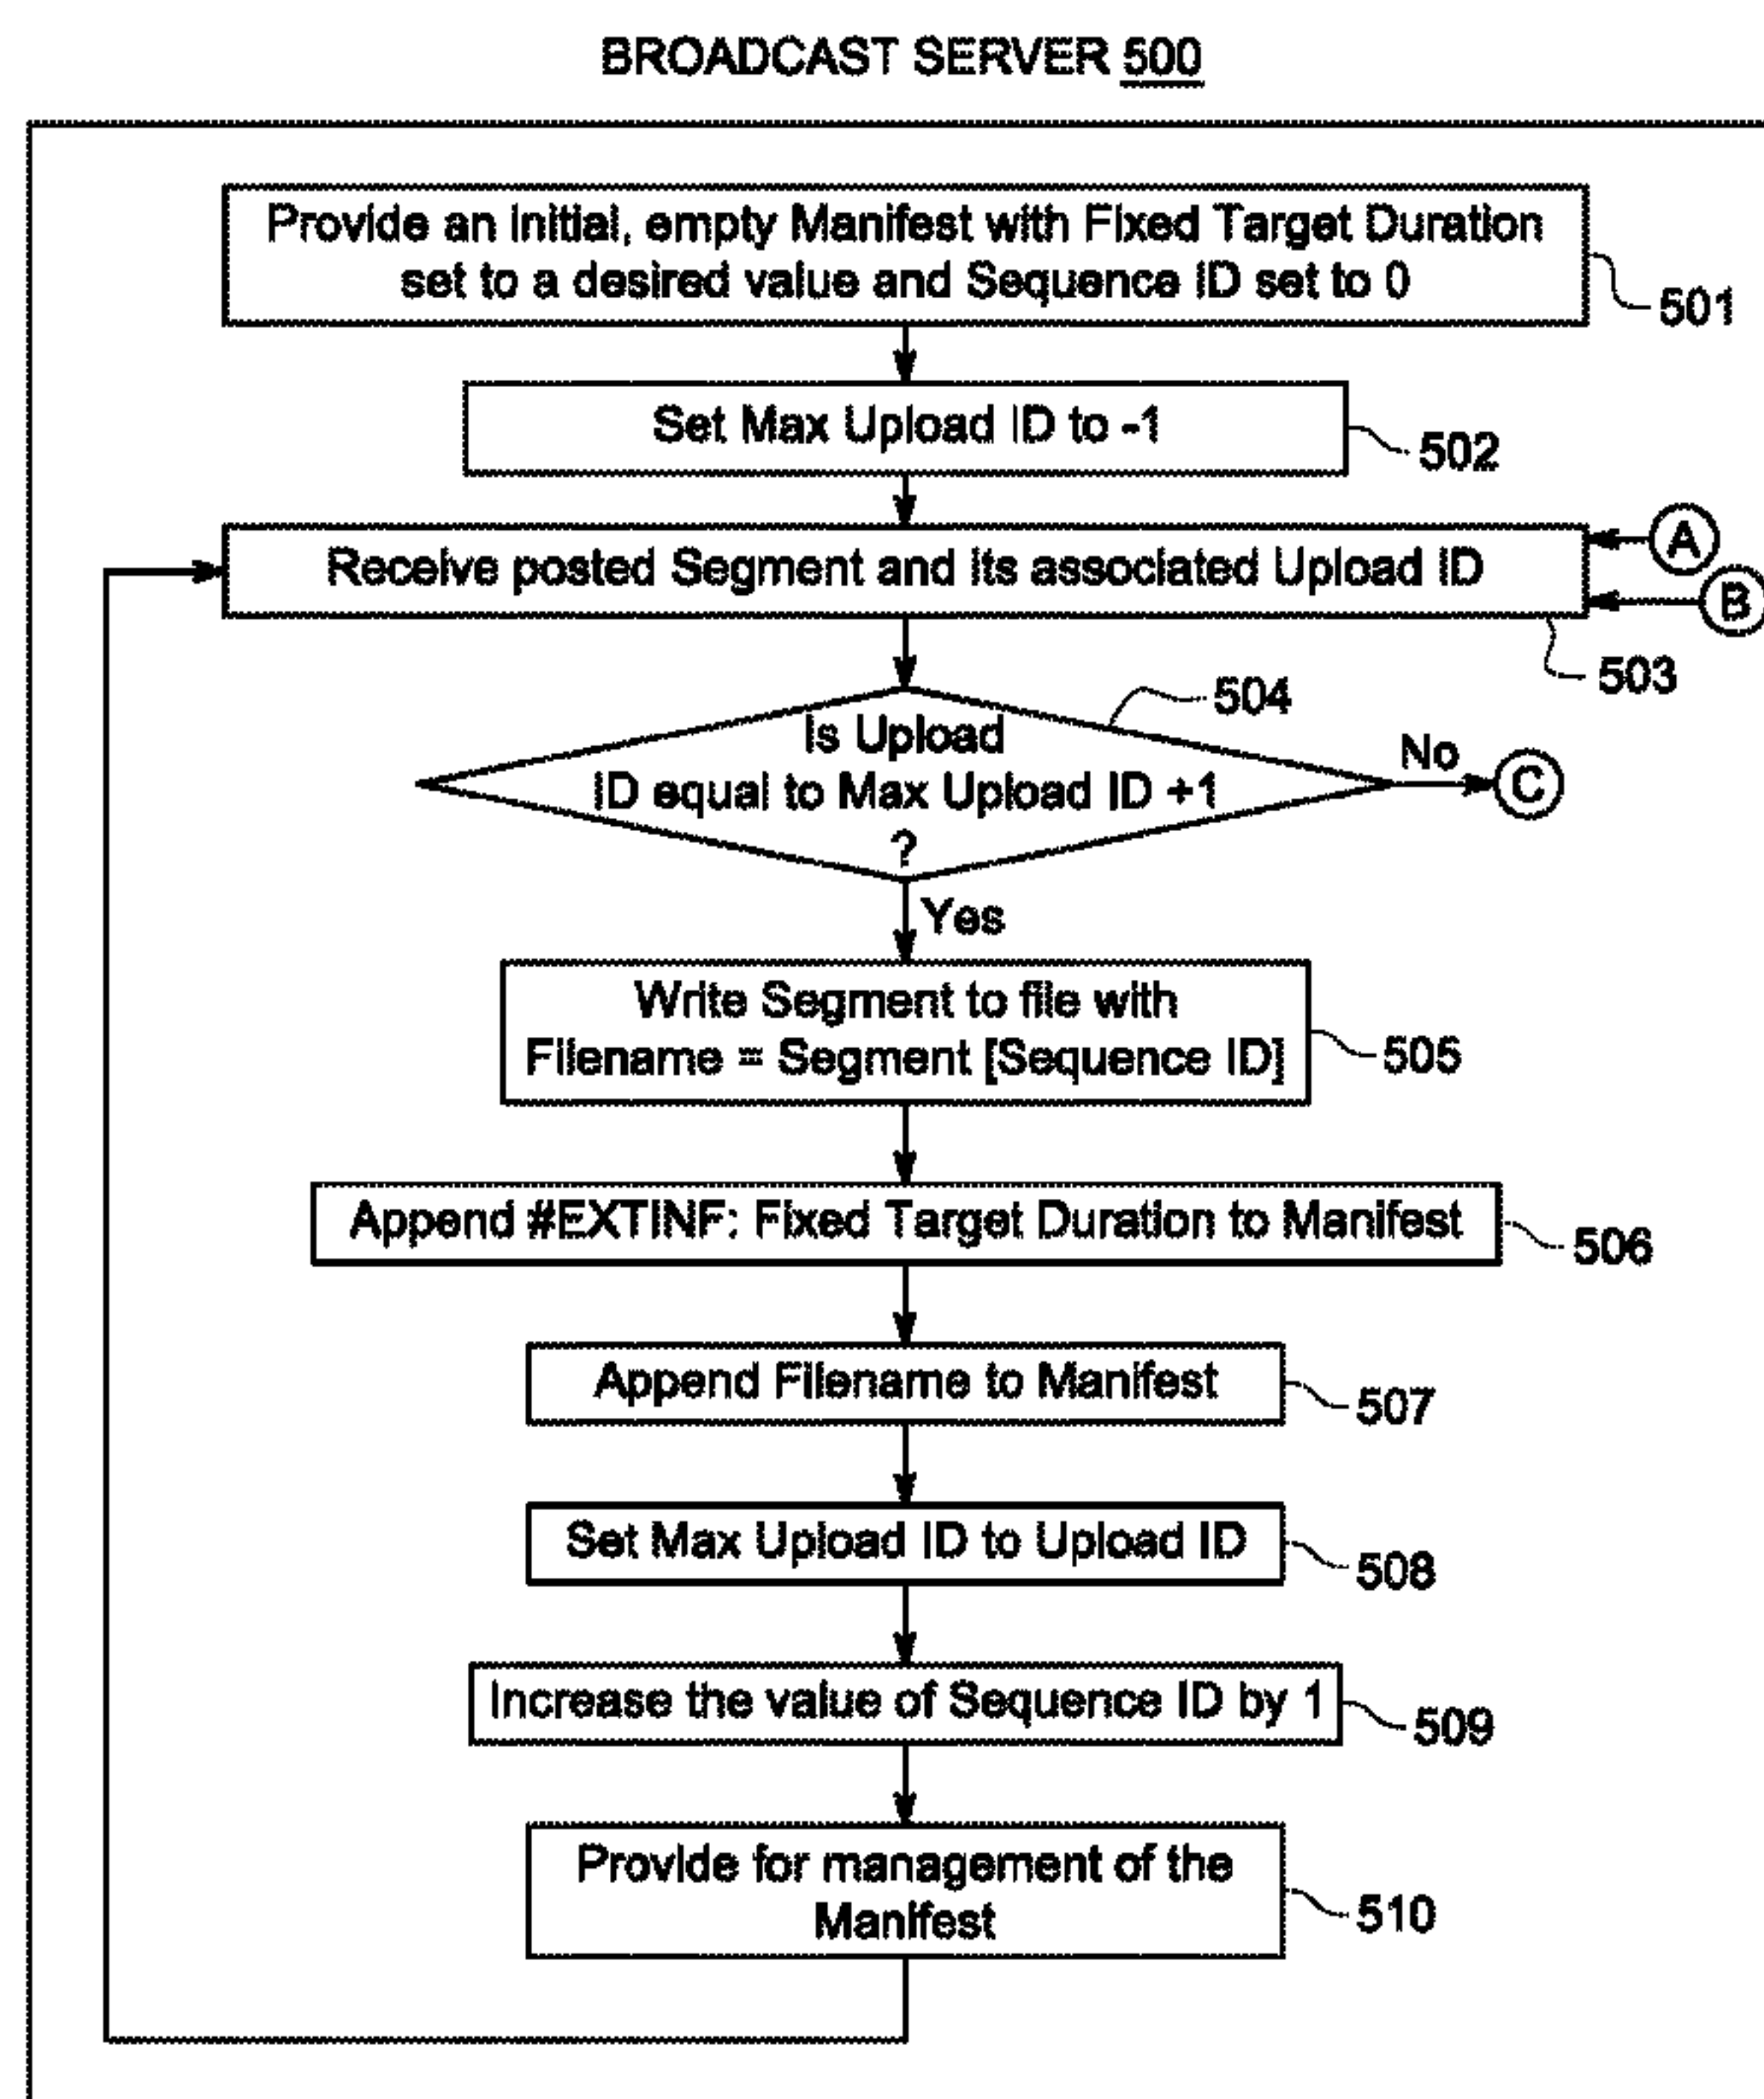 BROADCAST SERVER 500
Provide an initial, empty Manifest with Fixed Target Duration
set to a desired value and Sequence ID set to 0
501
Set Max Upload ID to -1
502
A
Receive posted Segment and its associated Upload ID
B
503
504
Is Upload
ID equal to Max Upload ID +1
?
No
C
Yes
Write Segment to file with
Filename = Segment [Sequence ID]
505
Append #EXTINF: Fixed Target Duration to Manifest
506
Append Filename to Manifest
507
Set Max Upload ID to Upload ID
508
Increase the value of Sequence ID by 1
509
Provide for management of the
Manifest
510